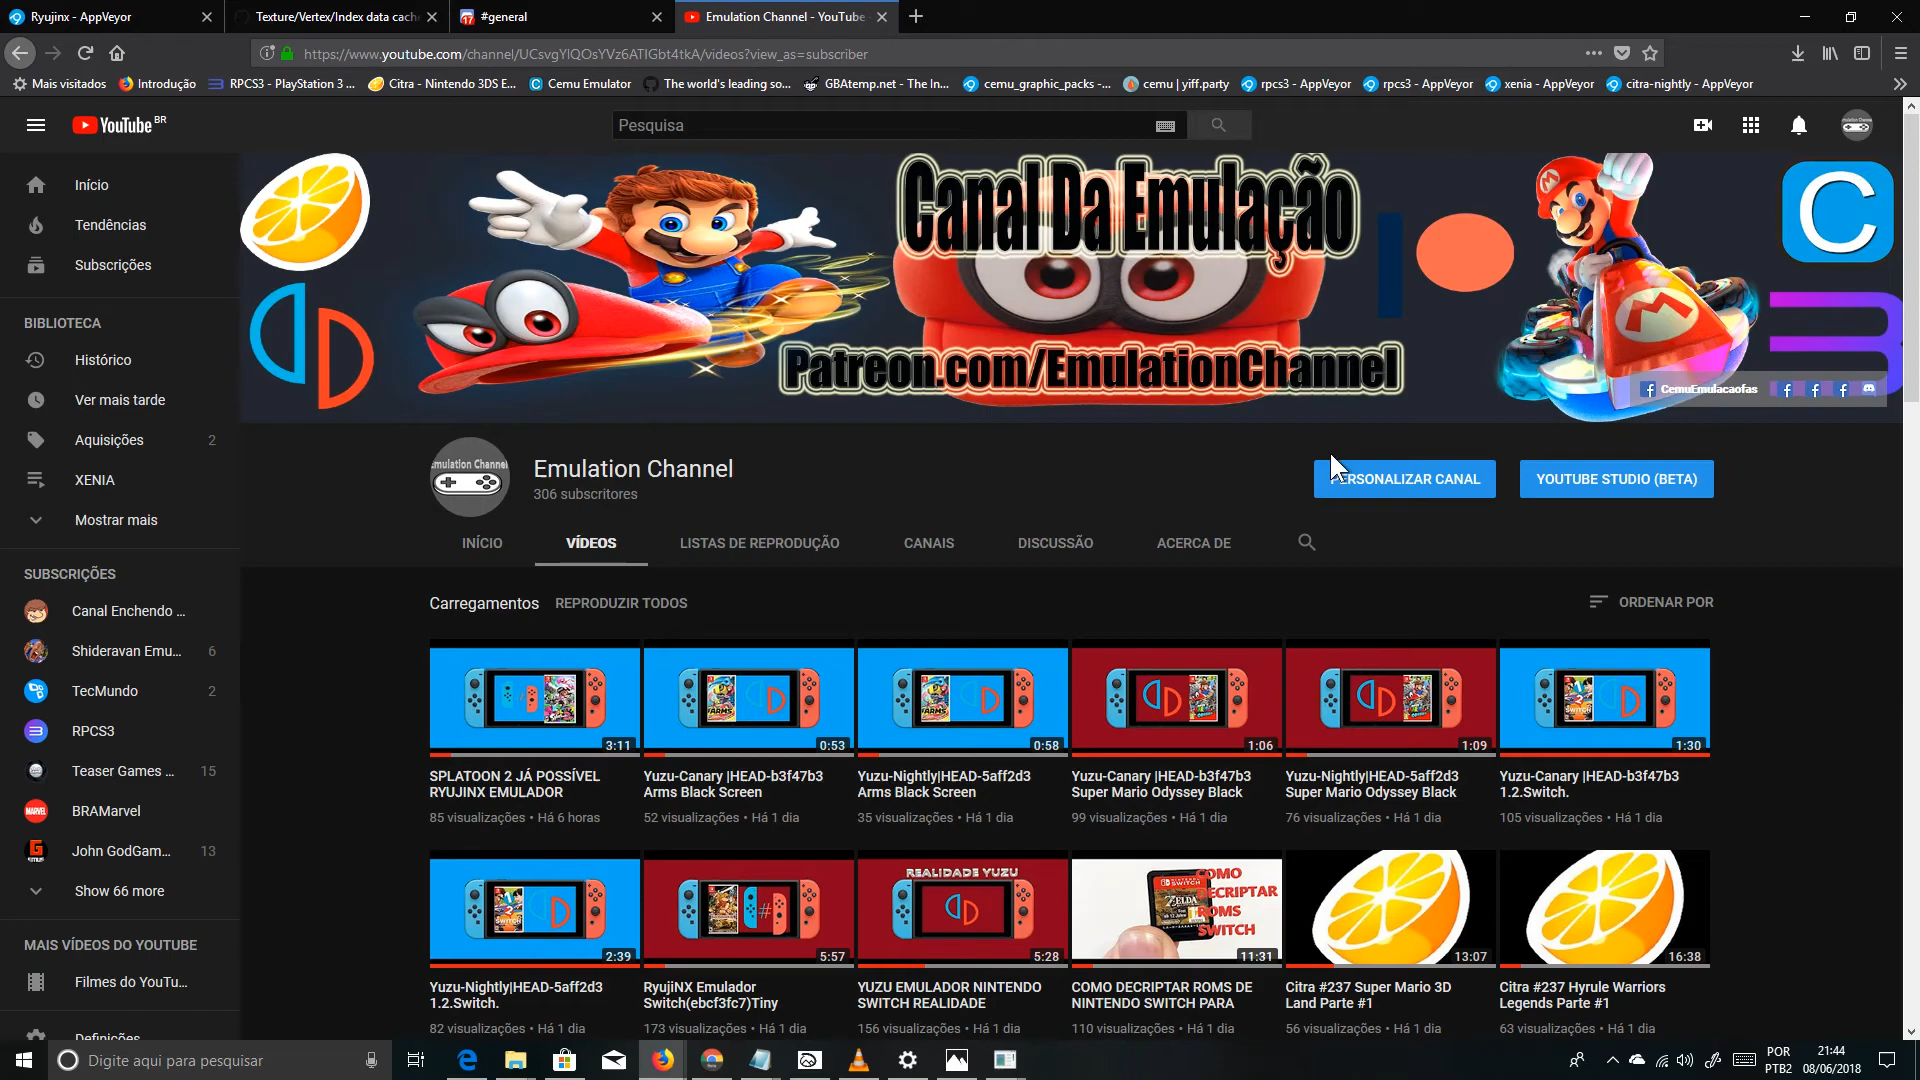 Ryujinx - AppVeyor
Texture/Vertex/Index data cach
#general
Emulation Channel - YouTube
https://www.youtube.com/channel/UCsvgYlQOsYVz6ATIGbt4tkA/videos?view_as=subscriber
Mais visitados
Introdução
RPCS3 - PlayStation 3 ...
Citra - Nintendo 3DS E...
Cemu Emulator
The world's leading so...
GBAtemp.net - The In...
cemu_graphic_packs -...
cemu | yiff.party
rpcs3 - AppVeyor
rpcs3 - AppVeyor
xenia - AppVeyor
citra-nightly - AppVeyor
YouTube BR
Pesquisa
Início
Tendências
Subscrições
BIBLIOTECA
Histórico
Ver mais tarde
Aquisições 2
XENIA
Mostrar mais
SUBSCRIÇÕES
Canal Enchendo ...
Shideravan Emu... 6
TecMundo 2
RPCS3
Teaser Games ... 15
BRAMarvel
John GodGam... 13
Show 66 more
MAIS VÍDEOS DO YOUTUBE
Filmes do YouTu...
Definições
Canal Da Emulação
Patreon.com/EmulationChannel
CemuEmulacaofas
Emulation Channel
306 subscritores
PERSONALIZAR CANAL
YOUTUBE STUDIO (BETA)
INÍCIO
VÍDEOS
LISTAS DE REPRODUÇÃO
CANAIS
DISCUSSÃO
ACERCA DE
Carregamentos
REPRODUZIR TODOS
ORDENAR POR
3:11
0:53
0:58
1:06
1:09
1:30
SPLATOON 2 JÁ POSSÍVEL
RYUJINX EMULADOR
85 visualizações • Há 6 horas
Yuzu-Canary |HEAD-b3f47b3
Arms Black Screen
52 visualizações • Há 1 dia
Yuzu-Nightly|HEAD-5aff2d3
Arms Black Screen
35 visualizações • Há 1 dia
Yuzu-Canary |HEAD-b3f47b3
Super Mario Odyssey Black
99 visualizações • Há 1 dia
Yuzu-Nightly|HEAD-5aff2d3
Super Mario Odyssey Black
76 visualizações • Há 1 dia
Yuzu-Canary |HEAD-b3f47b3
1.2.Switch.
105 visualizações • Há 1 dia
REALIDADE YUZU
COMO
DECRIPTAR
ROMS
SWITCH
ZELDA
2:39
5:57
5:28
11:31
13:07
16:38
Yuzu-Nightly|HEAD-5aff2d3
1.2.Switch.
82 visualizações • Há 1 dia
RyujiNX Emulador
Switch(ebcf3fc7)Tiny
173 visualizações • Há 1 dia
YUZU EMULADOR NINTENDO
SWITCH REALIDADE
156 visualizações • Há 1 dia
COMO DECRIPTAR ROMS DE
NINTENDO SWITCH PARA
110 visualizações • Há 1 dia
Citra #237 Super Mario 3D
Land Parte #1
56 visualizações • Há 1 dia
Citra #237 Hyrule Warriors
Legends Parte #1
63 visualizações • Há 1 dia
Digite aqui para pesquisar
POR
PTB2
21:44
08/06/2018